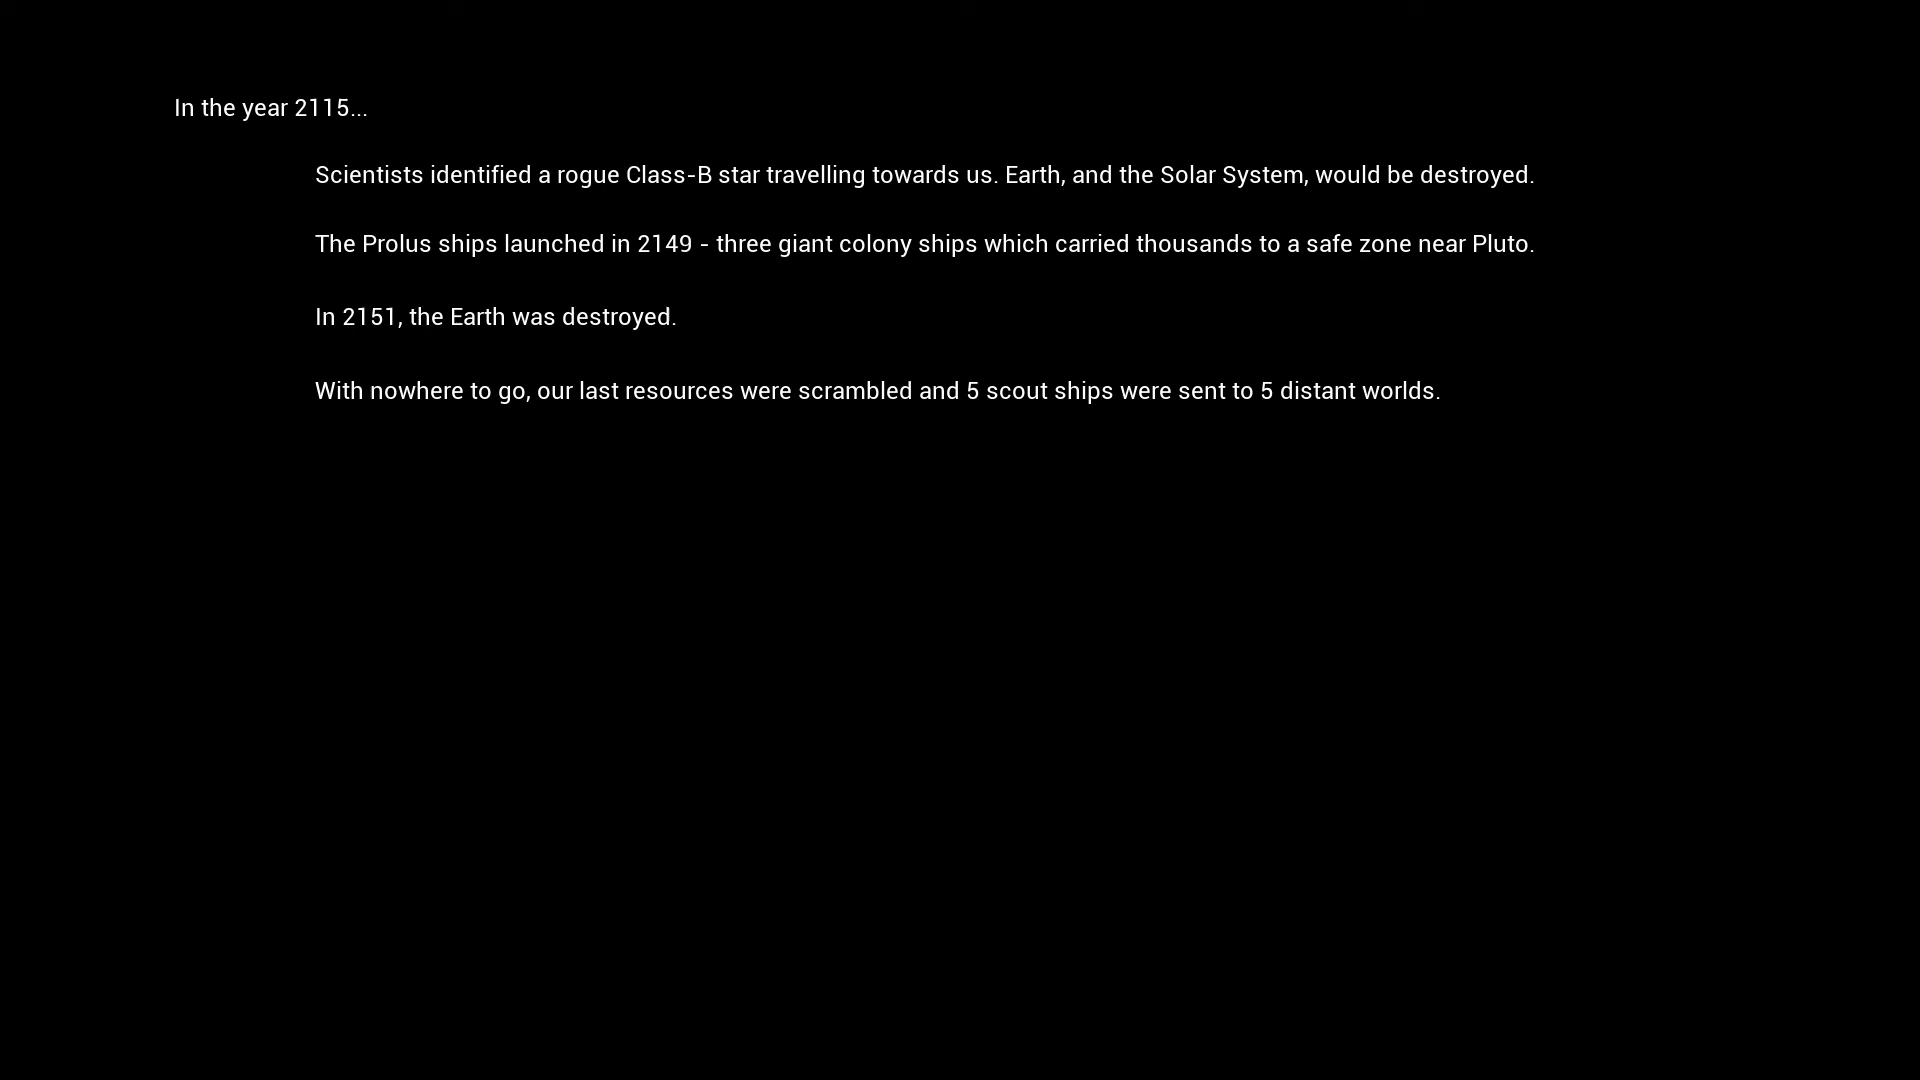 In the year 2115...
Scientists identified a rogue Class-B star travelling towards us. Earth, and the Solar System, would be destroyed.
The Prolus ships launched in 2149 - three giant colony ships which carried thousands to a safe zone near Pluto.
In 2151, the Earth was destroyed.
With nowhere to go, our last resources were scrambled and 5 scout ships were sent to 5 distant worlds.